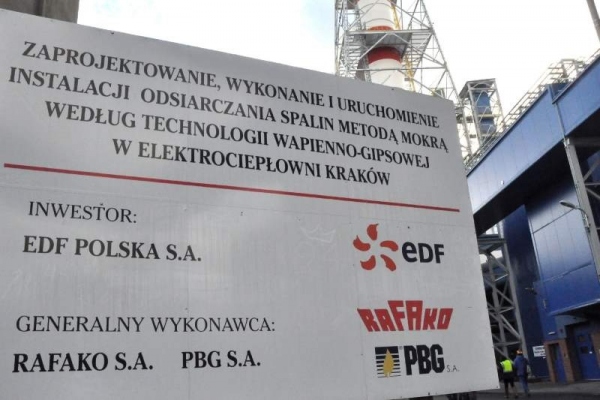 ZAPROJEKTOWANIE, WYKONANIE I URUCHOMIENIE
INSTALACJI ODSIARCZANIA SPALIN METODĄ MOKRĄ
WEDŁUG TECHNOLOGII WAPIENNO-GIPSOWEJ
W ELEKTROCIEPŁOWNI KRAKÓW
INWESTOR:
EDF POLSKA S.A.
eDF
GENERALNY WYKONAWCA:
RAFAKO
RAFAKO S.A. PBG S.A.
PBG S.A.